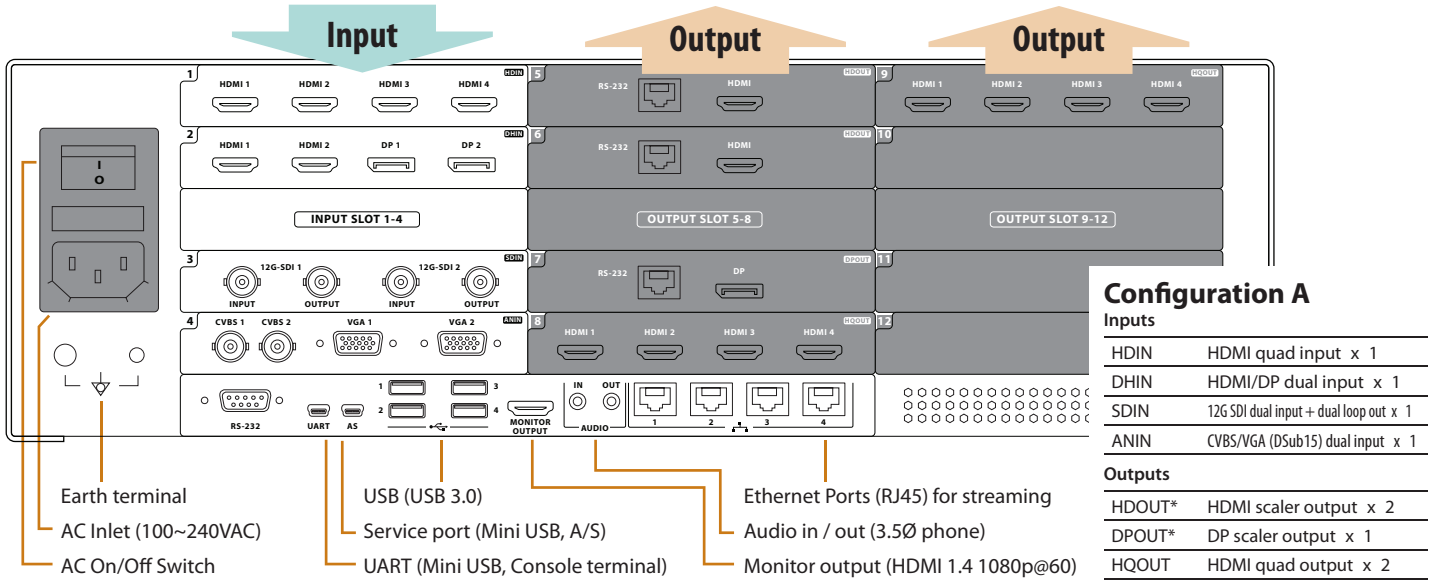 Input
Output
Output
1
HDMI 1
HDMI 2
HDMI 3
HDMI 4
HDIN
5
RS-232
HDMI
HDOUT
9
HDMI 1
HDMI 2
HDMI 3
HDMI 4
HQOUT
I
O
2
HDMI 1
HDMI 2
DP 1
DP 2
DHIN
6
RS-232
HDMI
HDOUT
10
INPUT SLOT 1-4
OUTPUT SLOT 5-8
OUTPUT SLOT 9-12
3
12G-SDI 1
12G-SDI 2
SDIN
INPUT
OUTPUT
INPUT
OUTPUT
7
RS-232
DP
DPOUT
11
4
CVBS 1
CVBS 2
VGA 1
VGA 2
ANIN
8
HDMI 1
HDMI 2
HDMI 3
HDMI 4
HQOUT
12
RS-232
UART
AS
1
2
3
4
MONITOR
OUTPUT
IN
OUT
AUDIO
1
2
3
4
Earth terminal
AC Inlet (100~240VAC)
AC On/Off Switch
USB (USB 3.0)
Service port (Mini USB, A/S)
UART (Mini USB, Console terminal)
Ethernet Ports (RJ45) for streaming
Audio in / out (3.5Ø phone)
Monitor output (HDMI 1.4 1080p@60)
Configuration A
Inputs
HDIN HDMI quad input x 1
DHIN HDMI/DP dual input x 1
SDIN 12G SDI dual input + dual loop out x 1
ANIN CVBS/VGA (DSub15) dual input x 1
Outputs
HDOUT* HDMI scaler output x 2
DPOUT* DP scaler output x 1
HQOUT HDMI quad output x 2